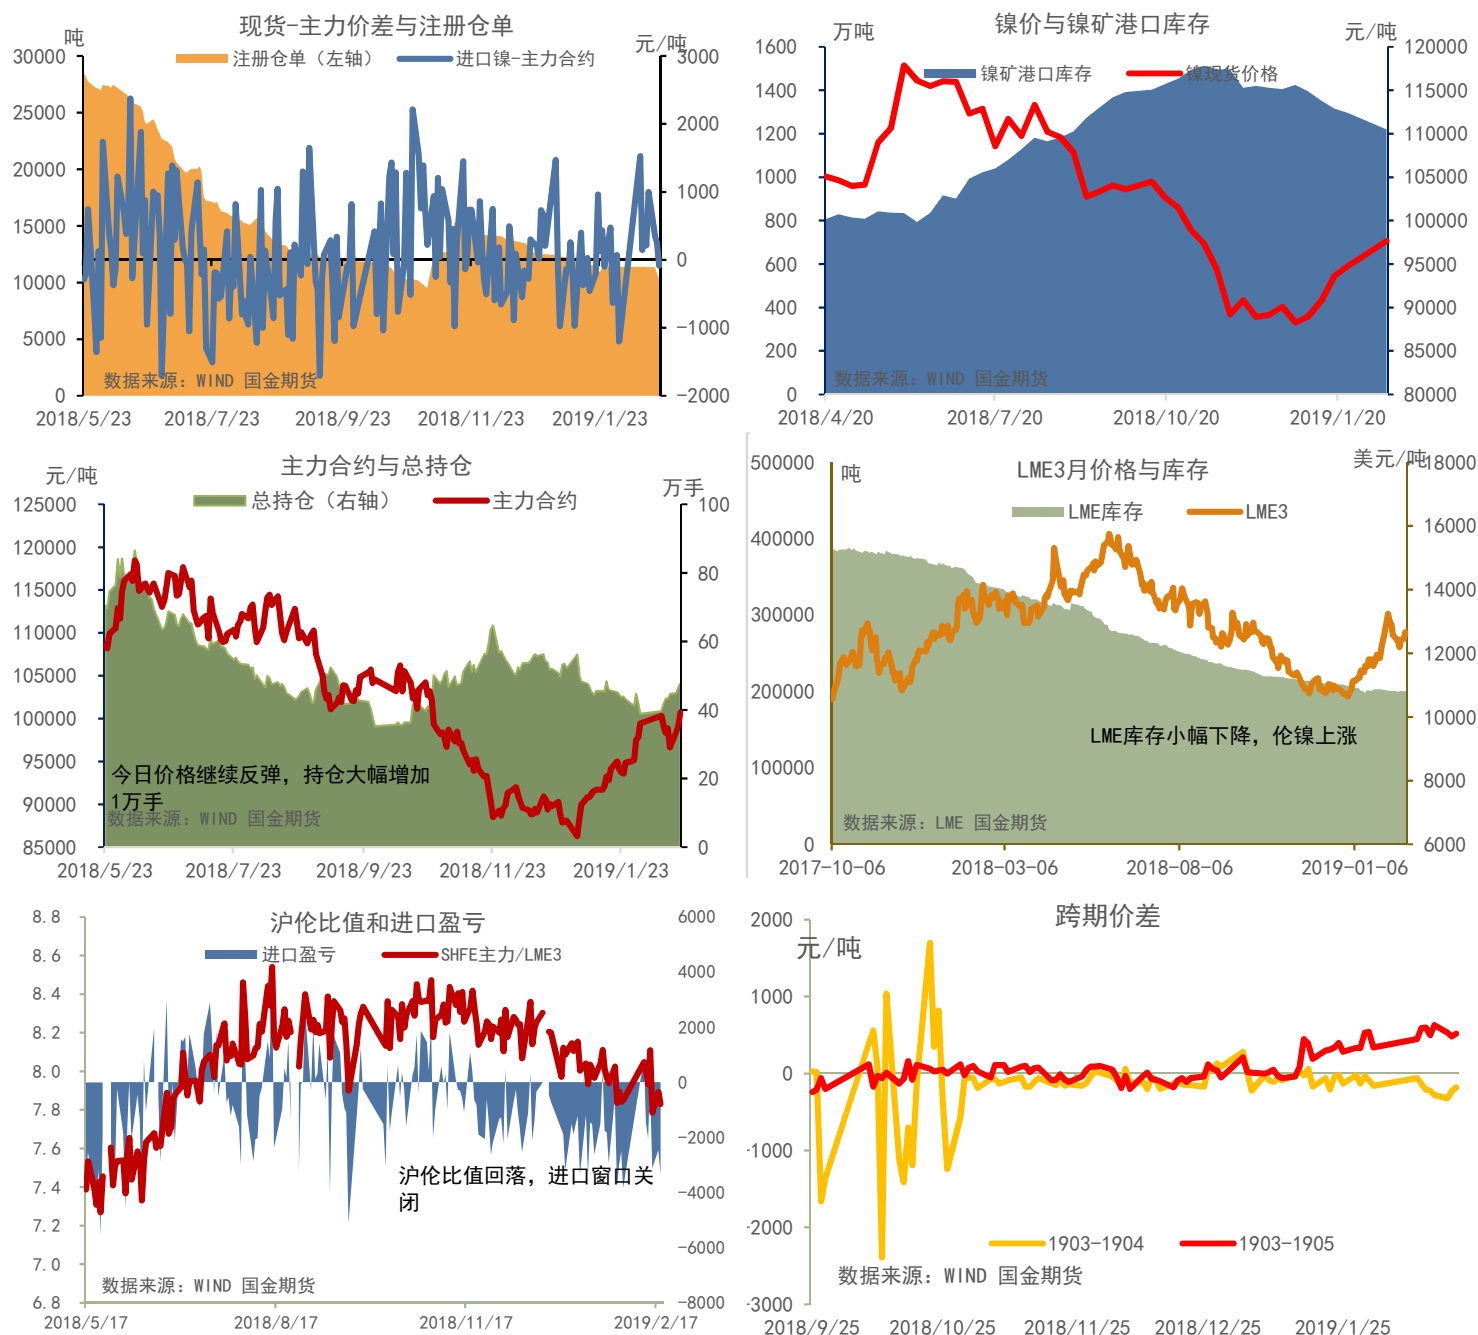 现货-主力价差与注册仓单
吨
元/吨
注册仓单（左轴）
进口镍-主力合约
30000
25000
20000
15000
10000
5000
0
3000
2000
1000
0
-1000
-2000
数据来源：WIND 国金期货
2018/5/23 2018/7/23 2018/9/23 2018/11/23 2019/1/23
镍价与镍矿港口库存
万吨
元/吨
镍矿港口库存
镍现货价格
1600
1400
1200
1000
800
600
400
200
0
120000
115000
110000
105000
100000
95000
90000
85000
80000
数据来源：WIND 国金期货
2018/4/20 2018/7/20 2018/10/20 2019/1/20
主力合约与总持仓
元/吨
万手
总持仓（右轴）
主力合约
125000
120000
115000
110000
105000
100000
95000
90000
85000
100
80
60
40
20
0
今日价格继续反弹，持仓大幅增加
1万手
数据来源：WIND 国金期货
2018/5/23 2018/7/23 2018/9/23 2018/11/23 2019/1/23
LME3月价格与库存
吨
美元/吨
LME库存
LME3
500000
400000
300000
200000
100000
0
18000
16000
14000
12000
10000
8000
6000
LME库存小幅下降，伦镍上涨
数据来源：LME 国金期货
2017-10-06 2018-03-06 2018-08-06 2019-01-06
沪伦比值和进口盈亏
进口盈亏
SHFE主力/LME3
8.8
8.6
8.4
8.2
8.0
7.8
7.6
7.4
7.2
7.0
6.8
6000
4000
2000
0
-2000
-4000
-6000
-8000
沪伦比值回落，进口窗口关
闭
数据来源：WIND 国金期货
2018/5/17 2018/8/17 2018/11/17 2019/2/17
跨期价差
元/吨
2000
1000
0
-1000
-2000
-3000
1903-1904
1903-1905
数据来源：WIND 国金期货
2018/9/25 2018/10/25 2018/11/25 2018/12/25 2019/1/25